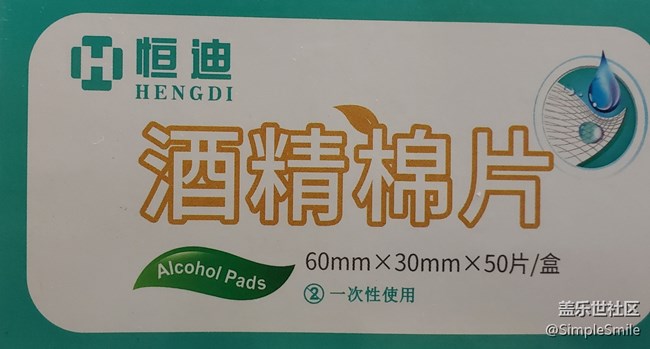 恒迪
HENGDI
酒精棉片
Alcohol Pads
60mm×30mm×50片/盒
② 一次性使用
盖乐世社区
@SimpleSmile